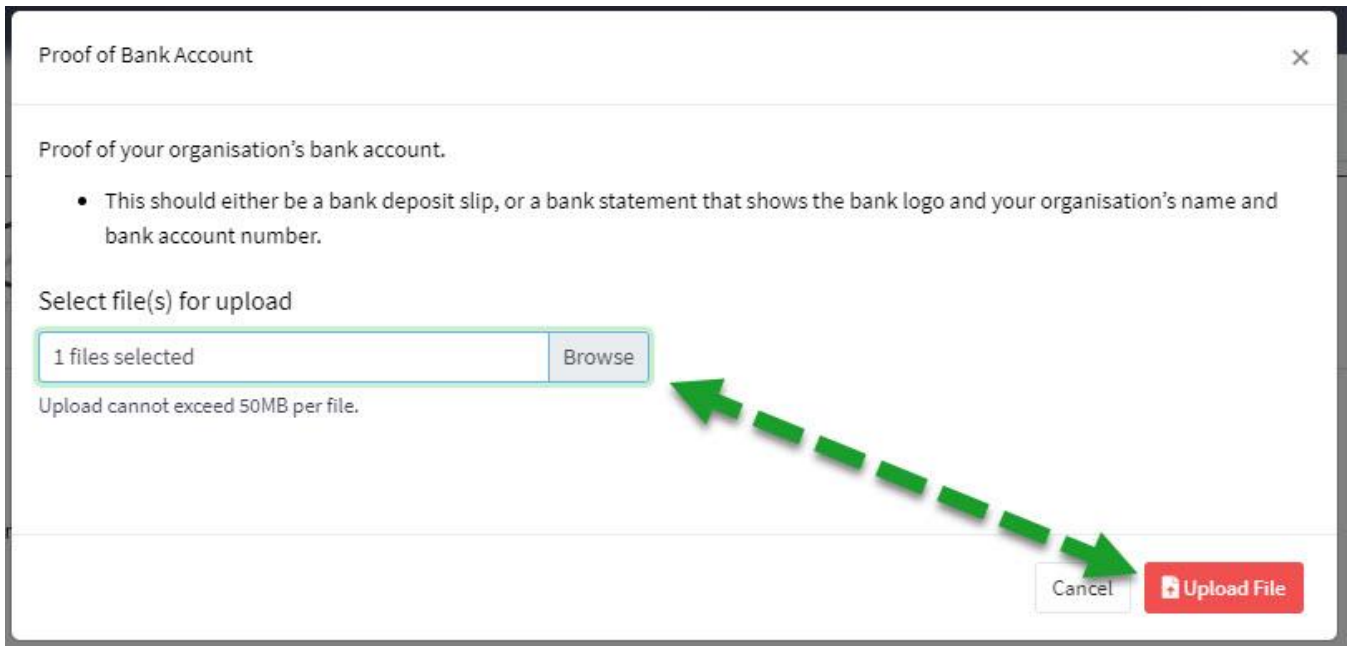 Proof of Bank Account
×
Proof of your organisation’s bank account.
• This should either be a bank deposit slip, or a bank statement that shows the bank logo and your organisation’s name and
bank account number.
Select file(s) for upload
1 files selected Browse
Upload cannot exceed 50MB per file.
Cancel Upload File